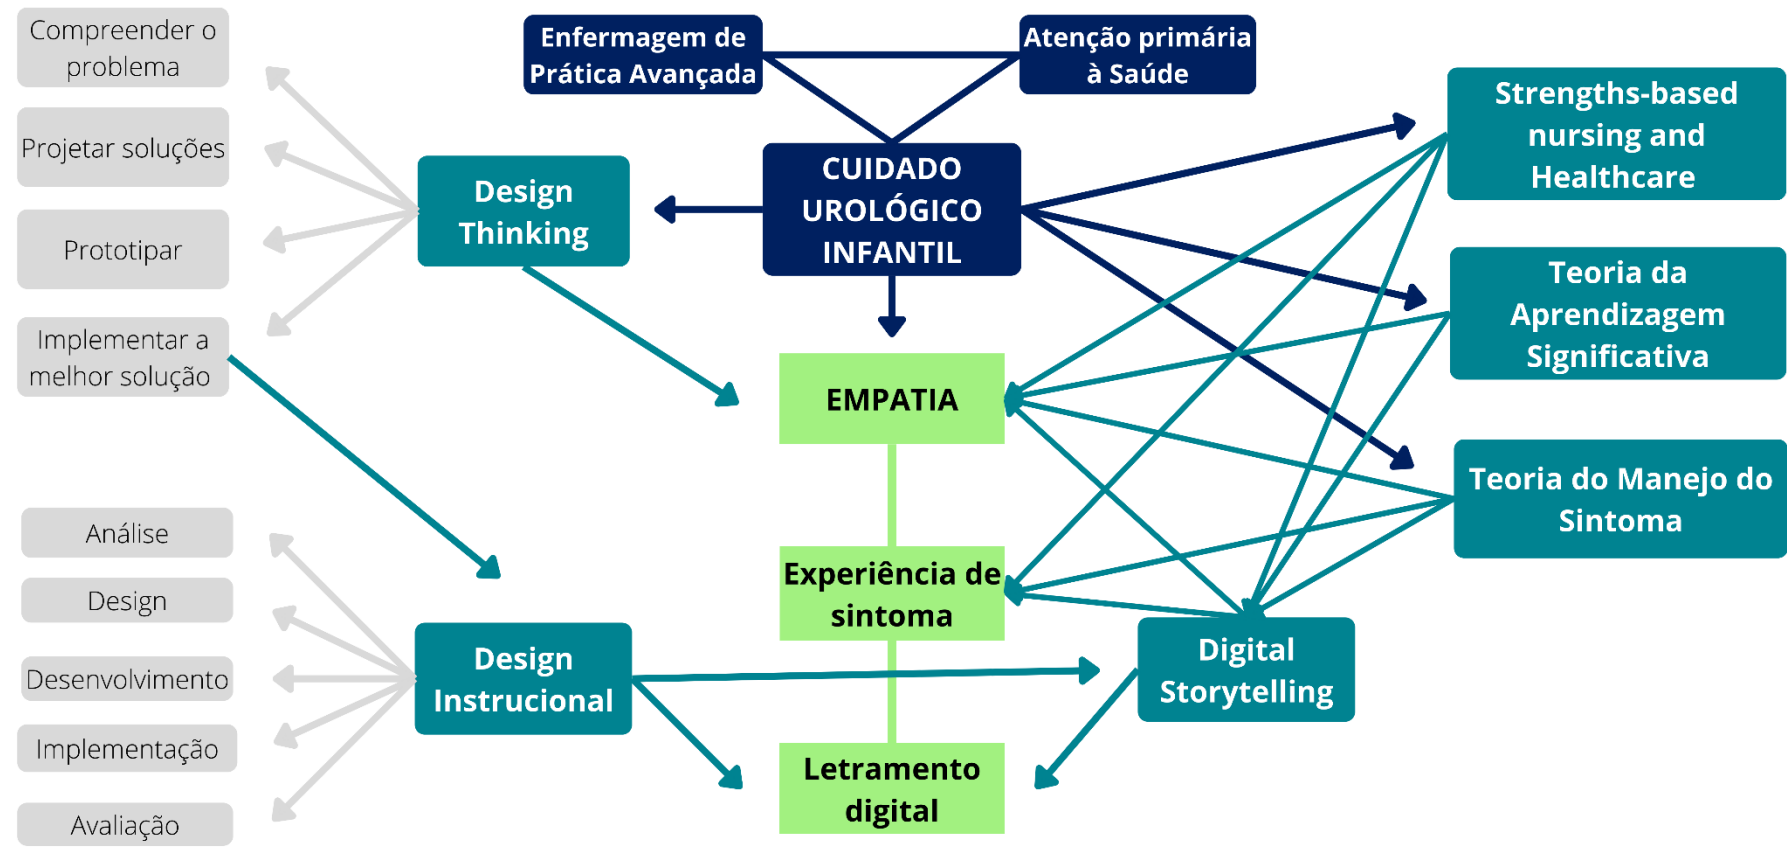 Compreender o
problema
Projetar soluções
Prototipar
Implementar a
melhor solução
Análise
Design
Desenvolvimento
Implementação
Avaliação
Design
Thinking
Design
Instrucional
Enfermagem de
Prática Avançada
Atenção primária
à Saúde
CUIDADO
UROLÓGICO
INFANTIL
EMPATIA
Experiência de
sintoma
Letramento
digital
Strengths-based
nursing and
Healthcare
Teoria da
Aprendizagem
Significativa
Teoria do Manejo do
Sintoma
Digital
Storytelling